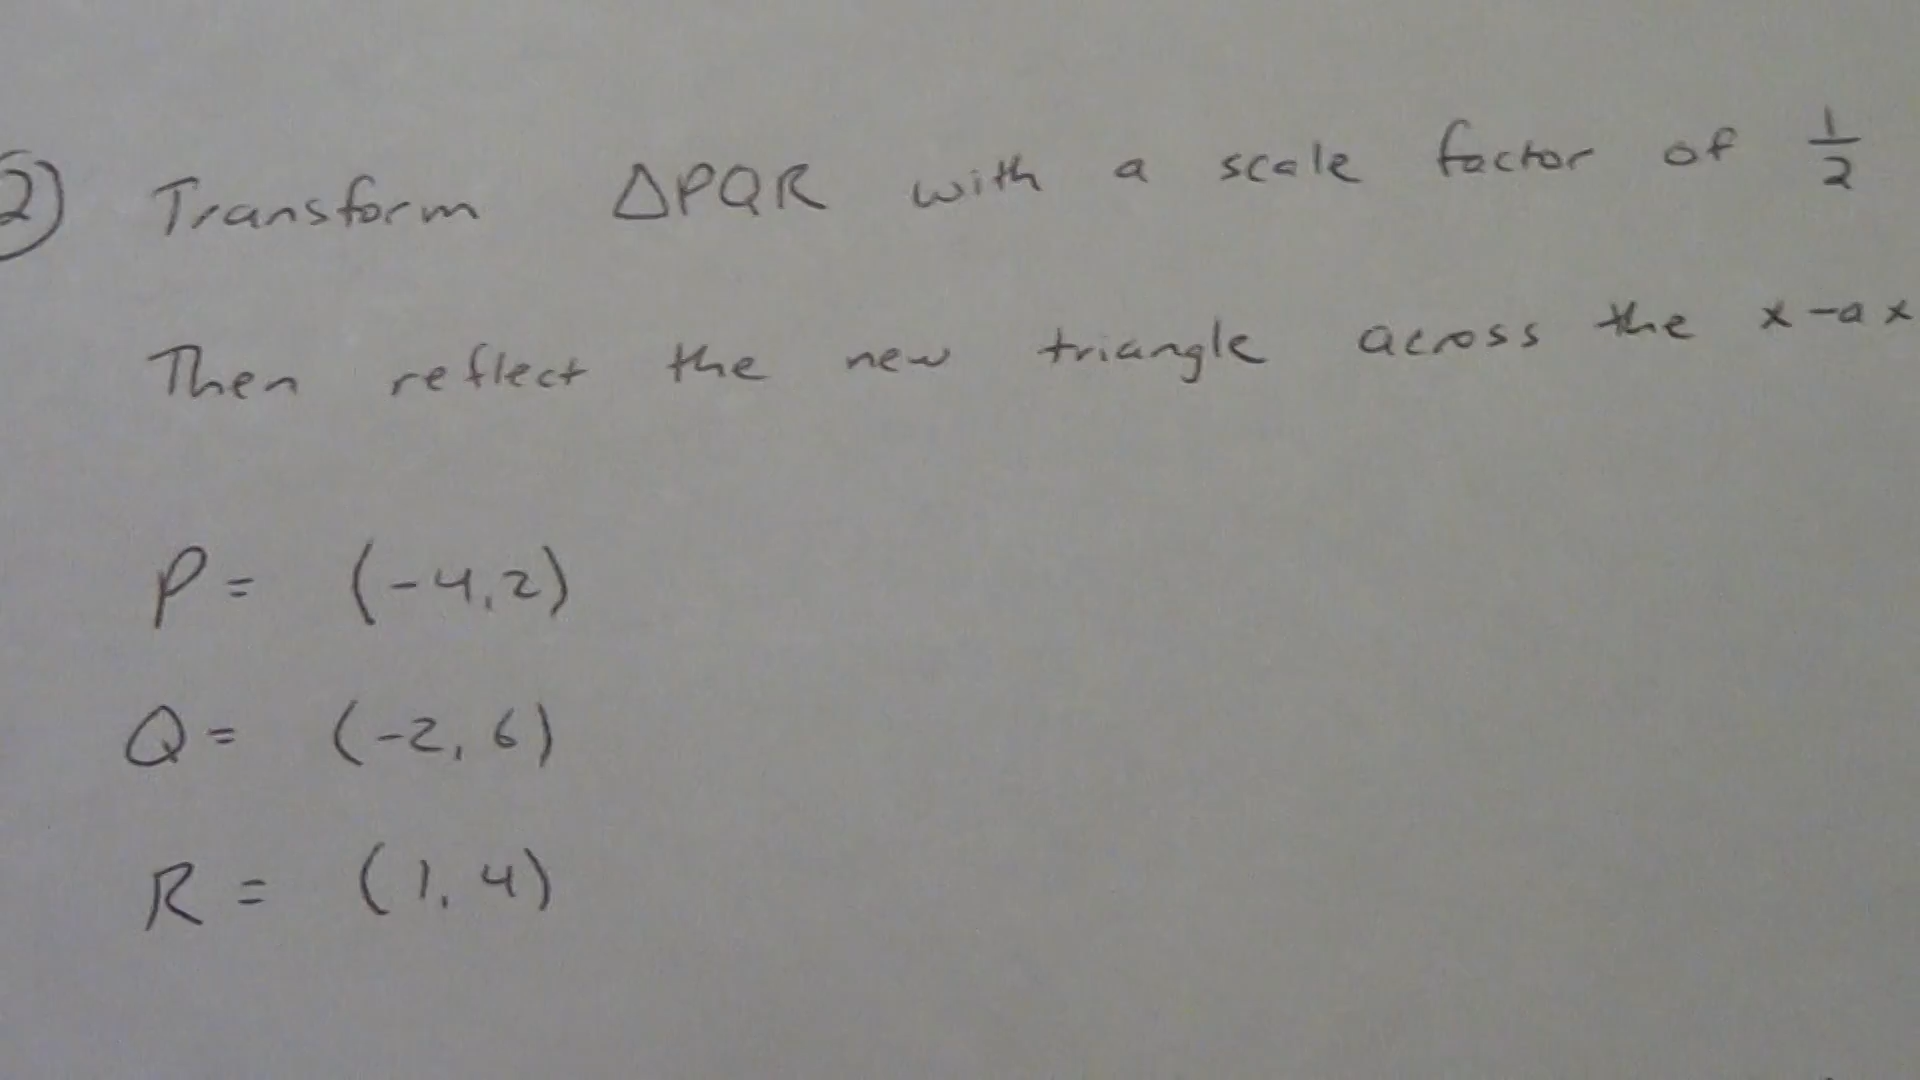 2) Transform ΔPQR with a scale factor of 1/2
Then reflect the new triangle across the x-ax
P= (-4,2)
Q= (-2,6)
R= (1,4)